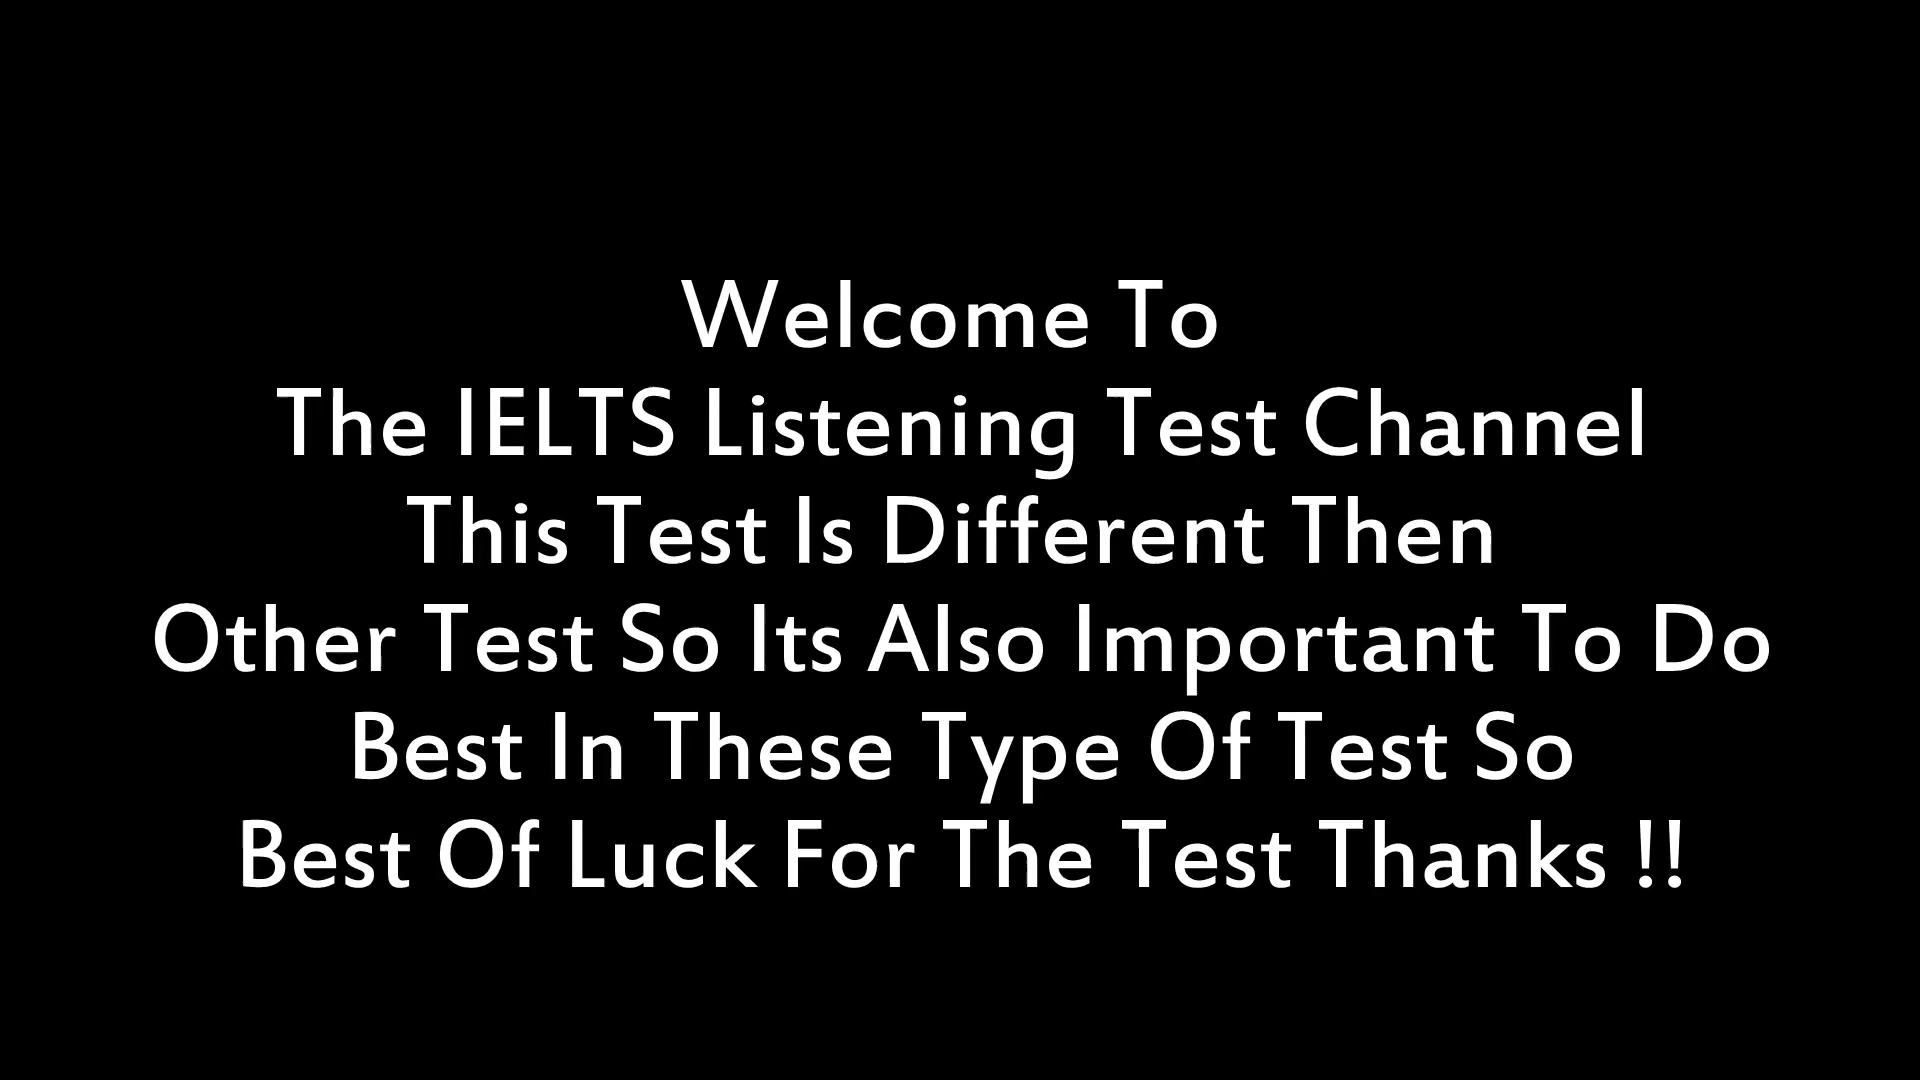 Welcome To
The IELTS Listening Test Channel
This Test Is Different Then
Other Test So Its Also Important To Do
Best In These Type Of Test So
Best Of Luck For The Test Thanks !!